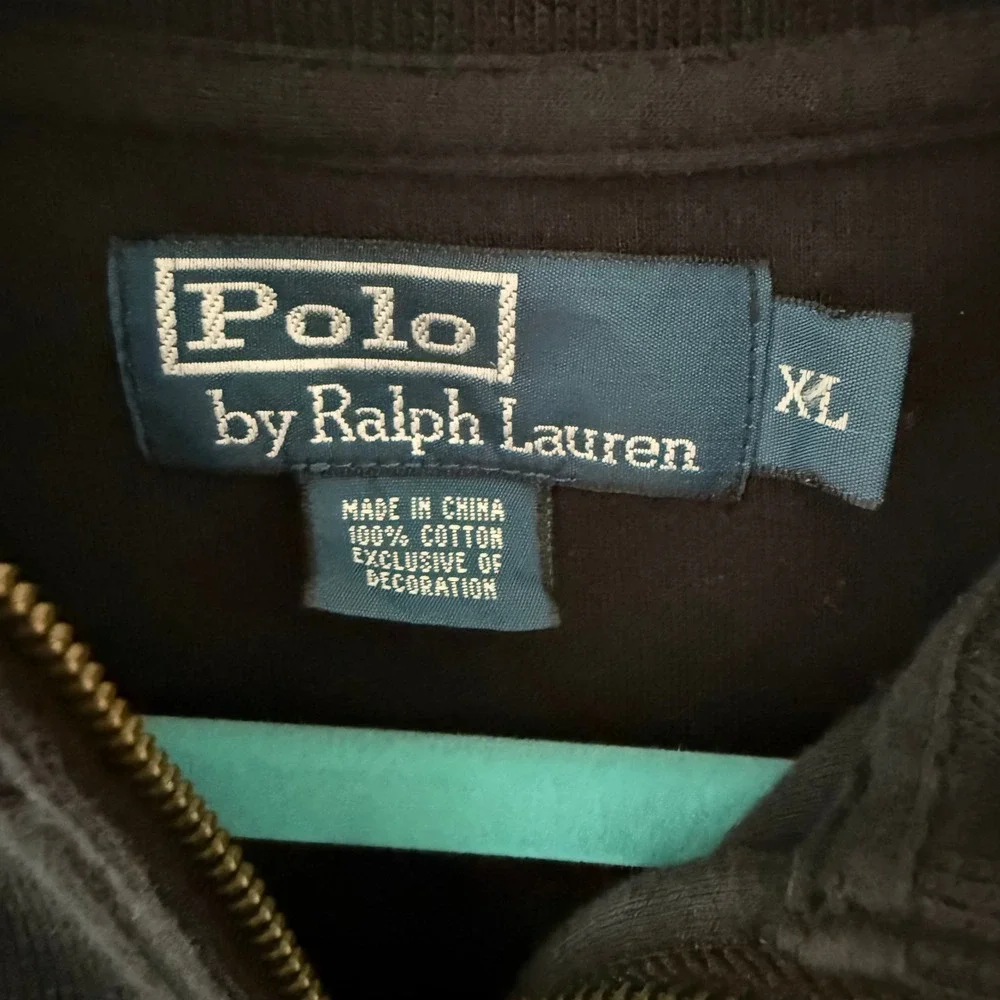 Polo
by Ralph Lauren
XL
MADE IN CHINA
100% COTTON
EXCLUSIVE OF
DECORATION